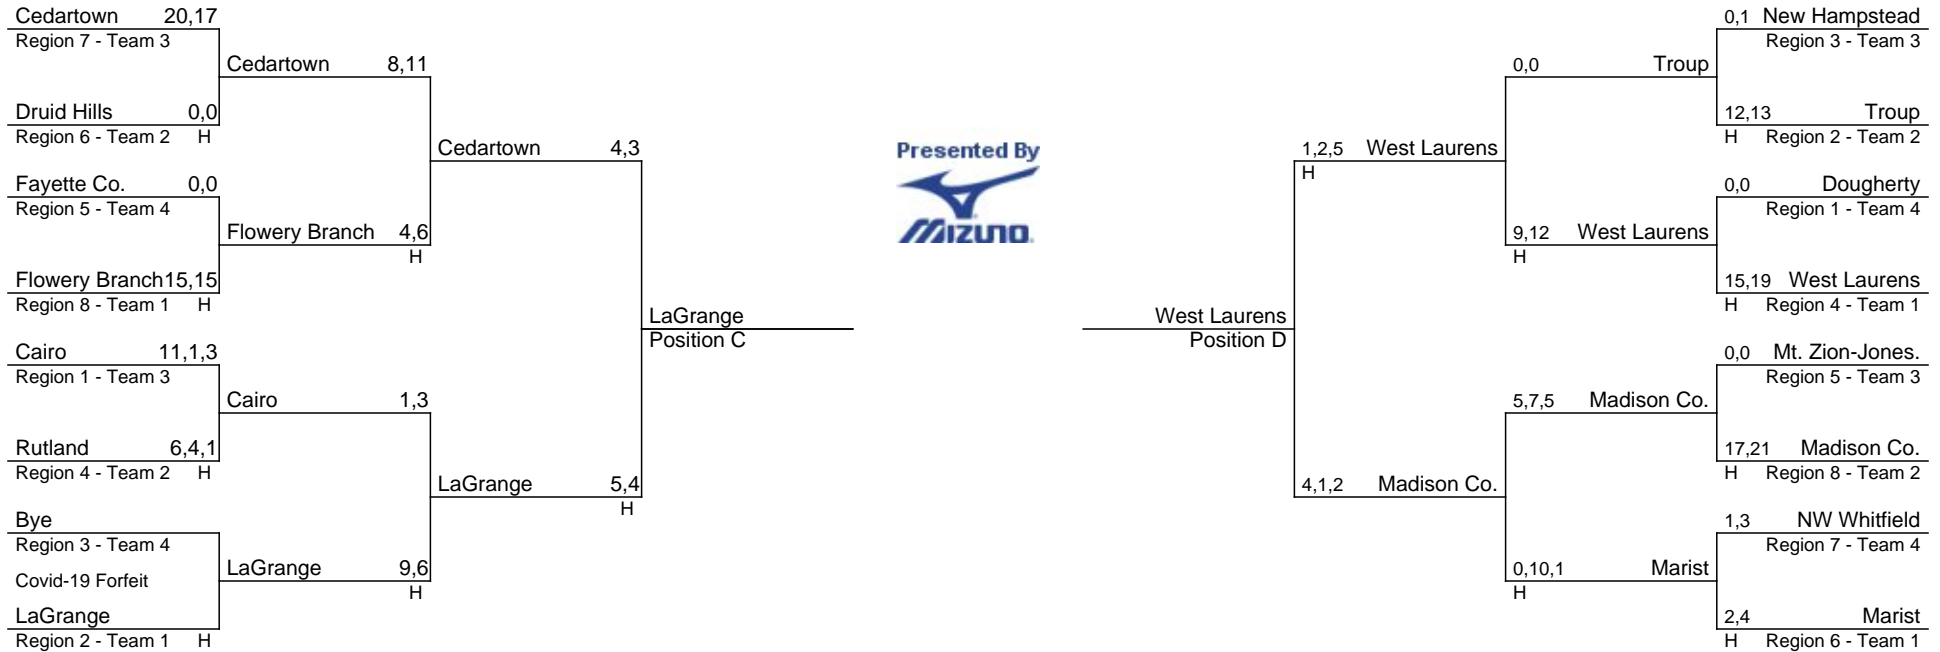 Cedartown 20,17
Region 7 - Team 3
Cedartown 8,11
Druid Hills 0,0
Region 6 - Team 2 H
Cedartown 4,3
Fayette Co. 0,0
Region 5 - Team 4
Flowery Branch 4,6
H
Flowery Branch 15,15
Region 8 - Team 1 H
LaGrange
Position C
Cairo 11,1,3
Region 1 - Team 3
Cairo 1,3
Rutland 6,4,1
Region 4 - Team 2 H
LaGrange 5,4
H
Bye
Region 3 - Team 4
Covid-19 Forfeit
LaGrange 9,6
H
LaGrange
Region 2 - Team 1 H
Presented By
MIZUNO
0,1 New Hampstead
Region 3 - Team 3
0,0 Troup
12,13 Troup
H Region 2 - Team 2
1,2,5 West Laurens
H
0,0 Dougherty
Region 1 - Team 4
9,12 West Laurens
H
15,19 West Laurens
H Region 4 - Team 1
West Laurens
Position D
0,0 Mt. Zion-Jones.
Region 5 - Team 3
5,7,5 Madison Co.
17,21 Madison Co.
H Region 8 - Team 2
4,1,2 Madison Co.
1,3 NW Whitfield
Region 7 - Team 4
0,10,1 Marist
H
2,4 Marist
H Region 6 - Team 1